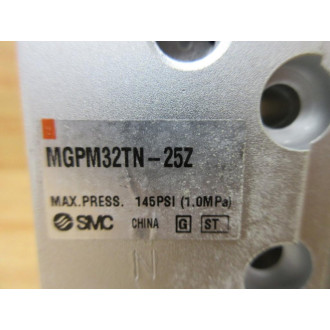 MGPM32TN-25Z
MAX.PRESS. 145PSI (1.0MPa)
SMC CHINA G ST